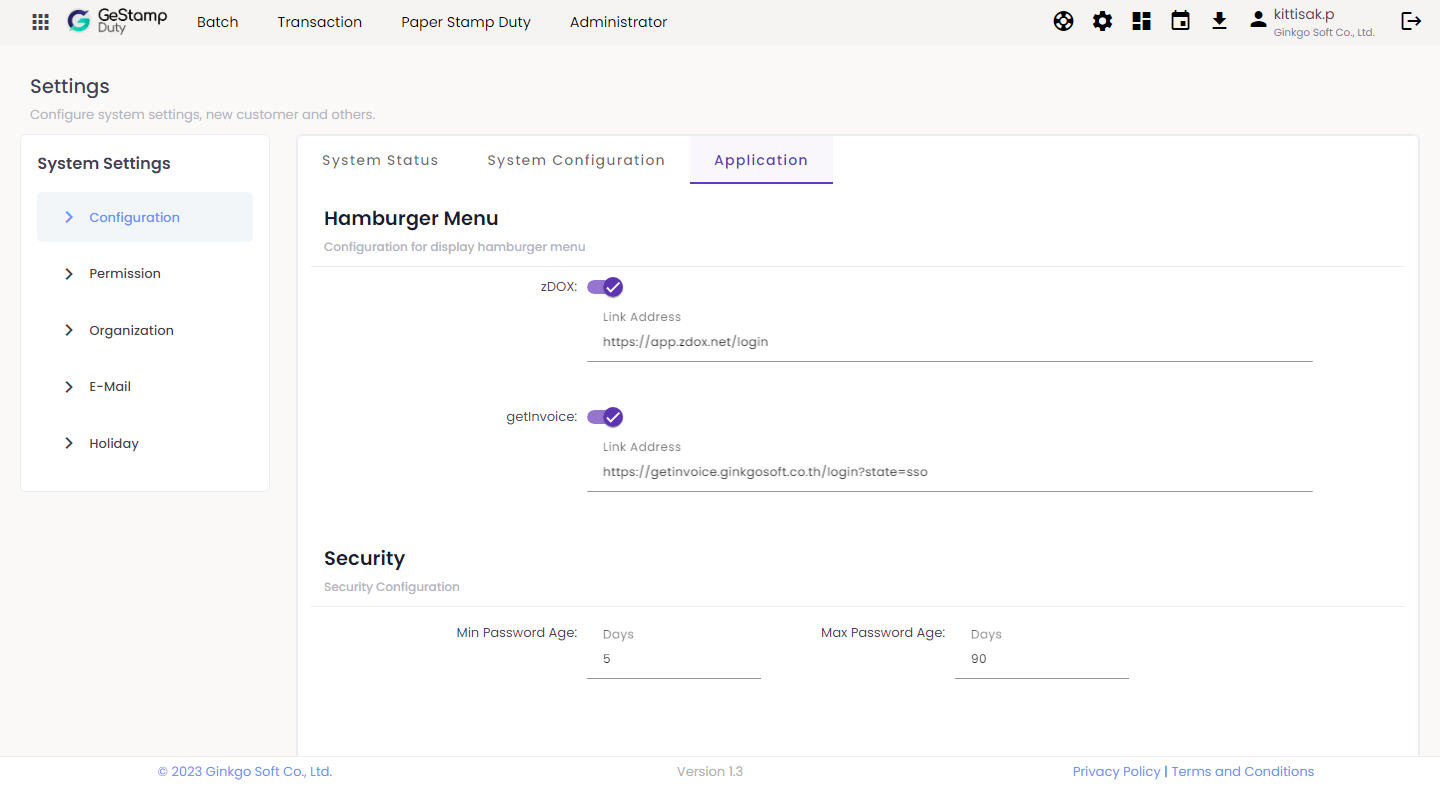 GeStamp
Duty
Batch
Transaction
Paper Stamp Duty
Administrator
kittisak.p
Ginkgo Soft Co., Ltd.
Settings
Configure system settings, new customer and others.
System Settings
Configuration
Permission
Organization
E-Mail
Holiday
System Status
System Configuration
Application
Hamburger Menu
Configuration for display hamburger menu
zDOX:
Link Address
https://app.zdox.net/login
getInvoice:
Link Address
https://getinvoice.ginkgosoft.co.th/login?state=sso
Security
Security Configuration
Min Password Age:
Days
5
Max Password Age:
Days
90
© 2023 Ginkgo Soft Co., Ltd.
Version 1.3
Privacy Policy | Terms and Conditions